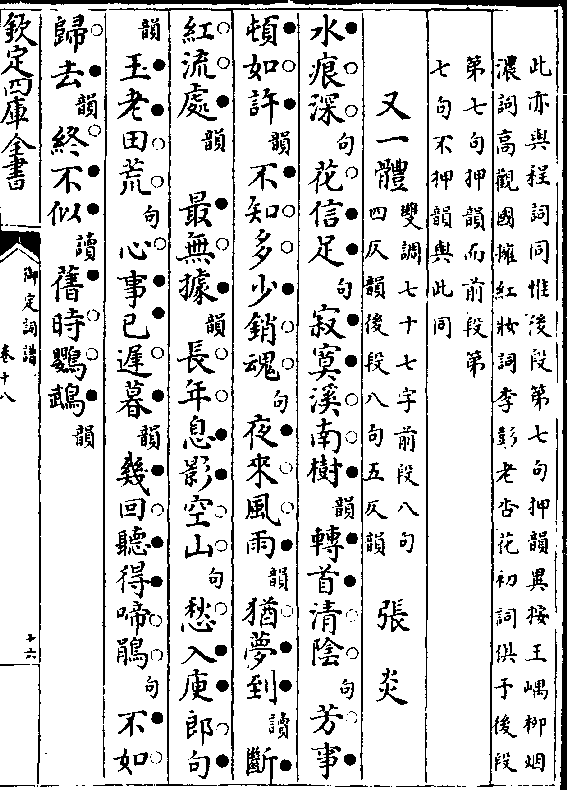 此亦與程詞同惟後段第七句押韻異按王嵎柳烟
濃詞高觀國擁紅妝詞李彭老杏花初詞俱于後段
第七句押韻而前段第
七句不押韻與此同
又一體 雙調七十七字前段八句
四仄韻後段八句五仄韻 張炎
水痕深句花信足句寂寞溪南樹韻轉首清陰句芳事
頓如許韻不知多少銷魂句夜來風雨韻猶夢到讀斷
紅流處韻 最無據韻長年息影空山句愁入庾郎句
韻玉老田荒句心事已遲暮韻幾回聽得啼鵑句不如
歸去韻終不似讀舊時鸚鵡韻
欽定四庫全書
御定詞譜
卷十八
十六